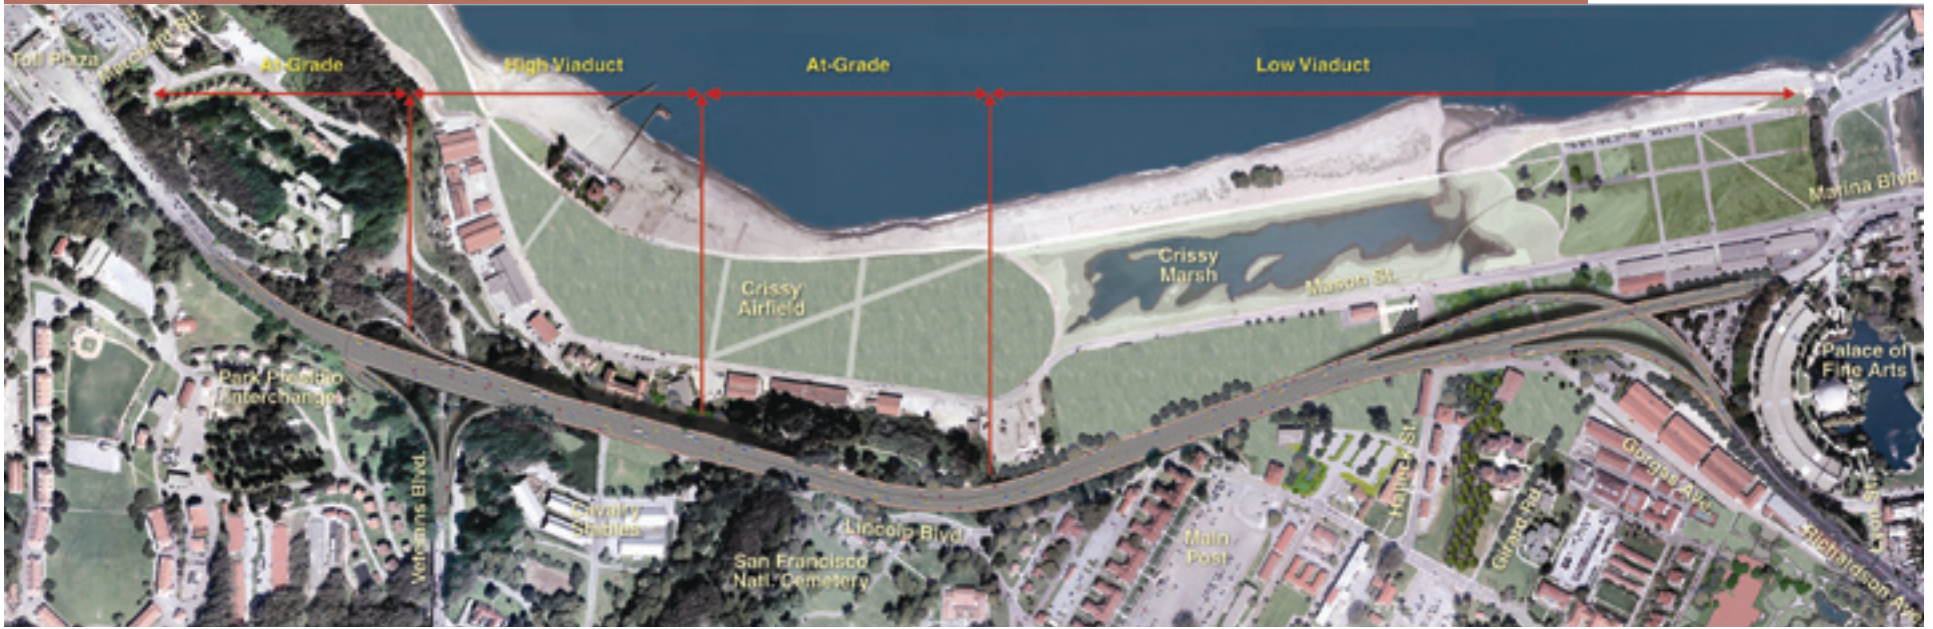 Toll Plaza
Merchant Rd.
At-Grade
High Viaduct
At-Grade
Low Viaduct
Marina Blvd.
Crissy
Airfield
Crissy
Marsh
Mason St.
Palace of
Fine Arts
Park Presidio
Interchange
Veterans Blvd.
Cavalry
Stables
Lincoln Blvd.
San Francisco
Natl. Cemetery
Main
Post
Halleck St.
Girard Rd.
Gorgas Ave.
Lyon St.
Richardson Ave.